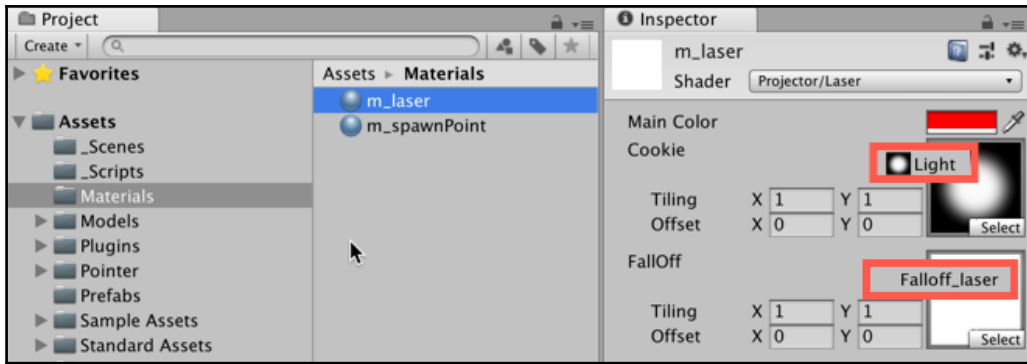 Project
Create
Favorites
Assets
_Scenes
_Scripts
Materials
Models
Plugins
Pointer
Prefabs
Sample Assets
Standard Assets
Assets Materials
m_laser
m_spawnPoint
Inspector
m_laser
Shader Projector/Laser
Main Color
Cookie
Light
Tiling X 1 Y 1
Offset X 0 Y 0
Select
FallOff
Falloff_laser
Tiling X 1 Y 1
Offset X 0 Y 0
Select